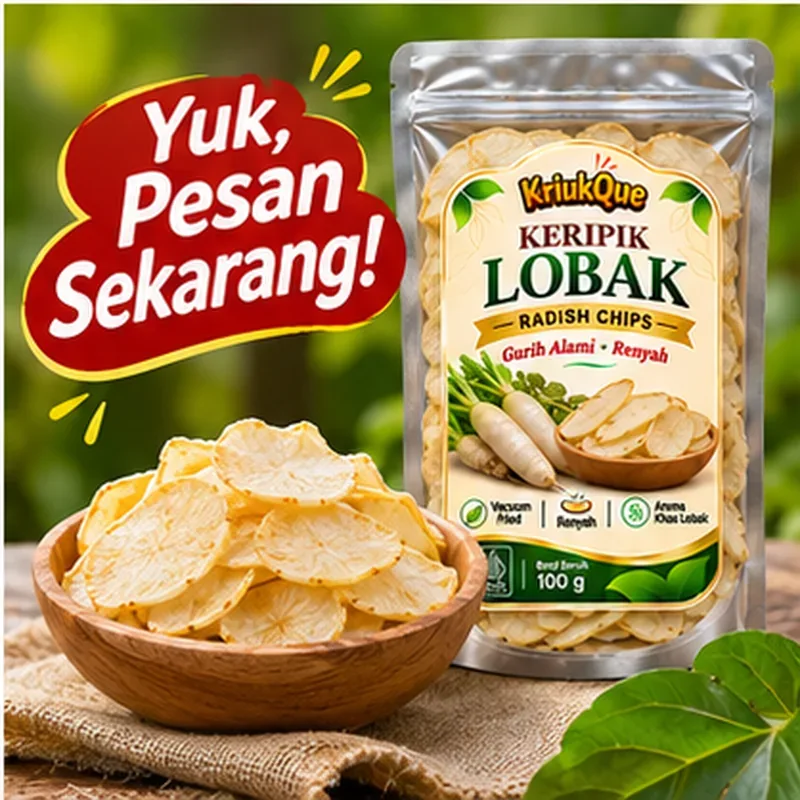 Yuk,
Pesan
Sekarang!
KriukQue
KERIPIK
LOBAK
RADISH CHIPS
Gurih Alami • Renyah
Vacuum
fried
Renyah
Aroma
Khas Lobak
100 g